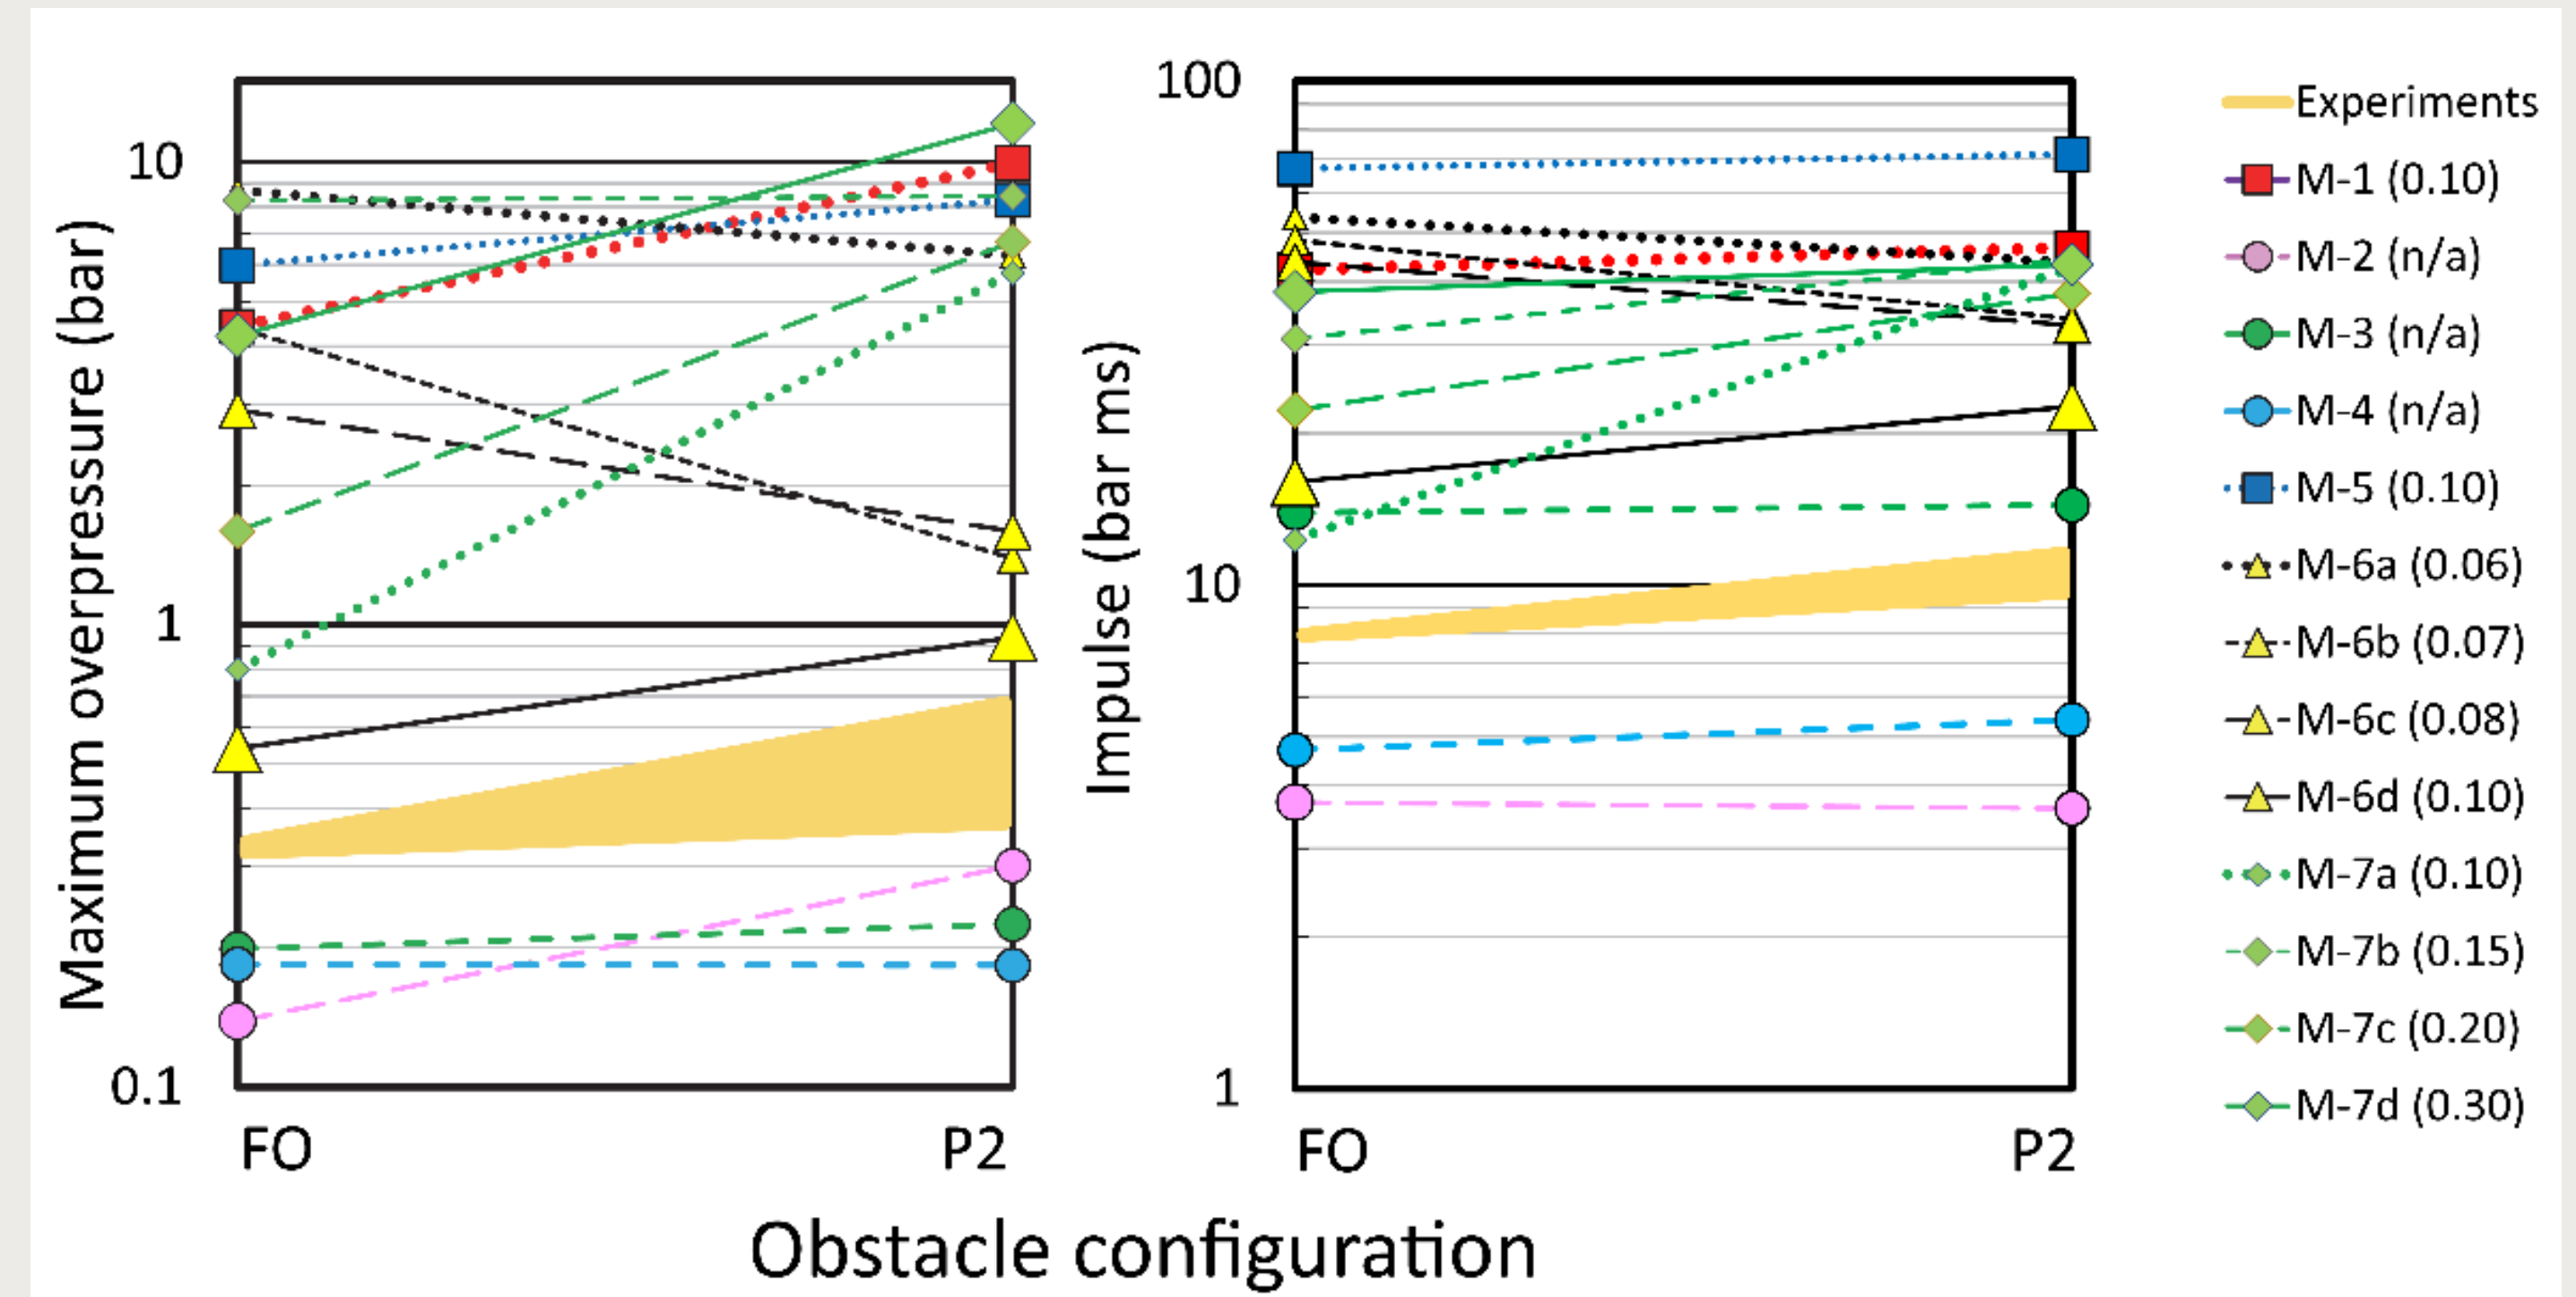 Maximum overpressure (bar)
10
1
0.1
FO
P2
Impulse (bar ms)
100
10
1
FO
P2
Obstacle configuration
Experiments
M-1 (0.10)
M-2 (n/a)
M-3 (n/a)
M-4 (n/a)
M-5 (0.10)
M-6a (0.06)
M-6b (0.07)
M-6c (0.08)
M-6d (0.10)
M-7a (0.10)
M-7b (0.15)
M-7c (0.20)
M-7d (0.30)